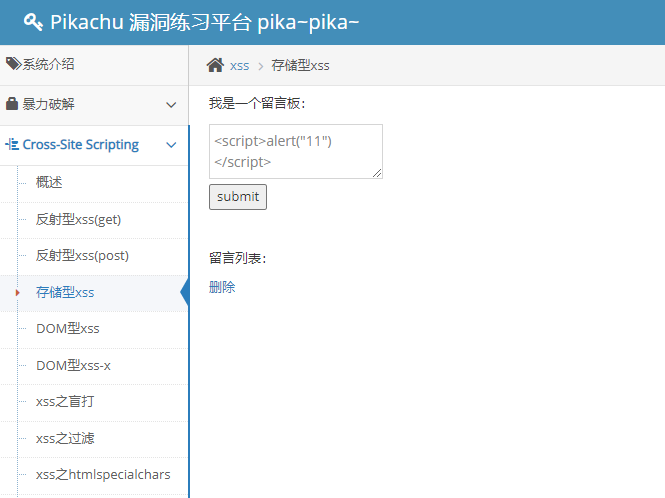 Pikachu 漏洞练习平台 pika~pika~
系统介绍
暴力破解
Cross-Site Scripting
概述
反射型xss(get)
反射型xss(post)
存储型xss
DOM型xss
DOM型xss-x
xss之盲打
xss之过滤
xss之htmlspecialchars
xss > 存储型xss
我是一个留言板：
<script>alert("11")
</script>
submit
留言列表：
删除